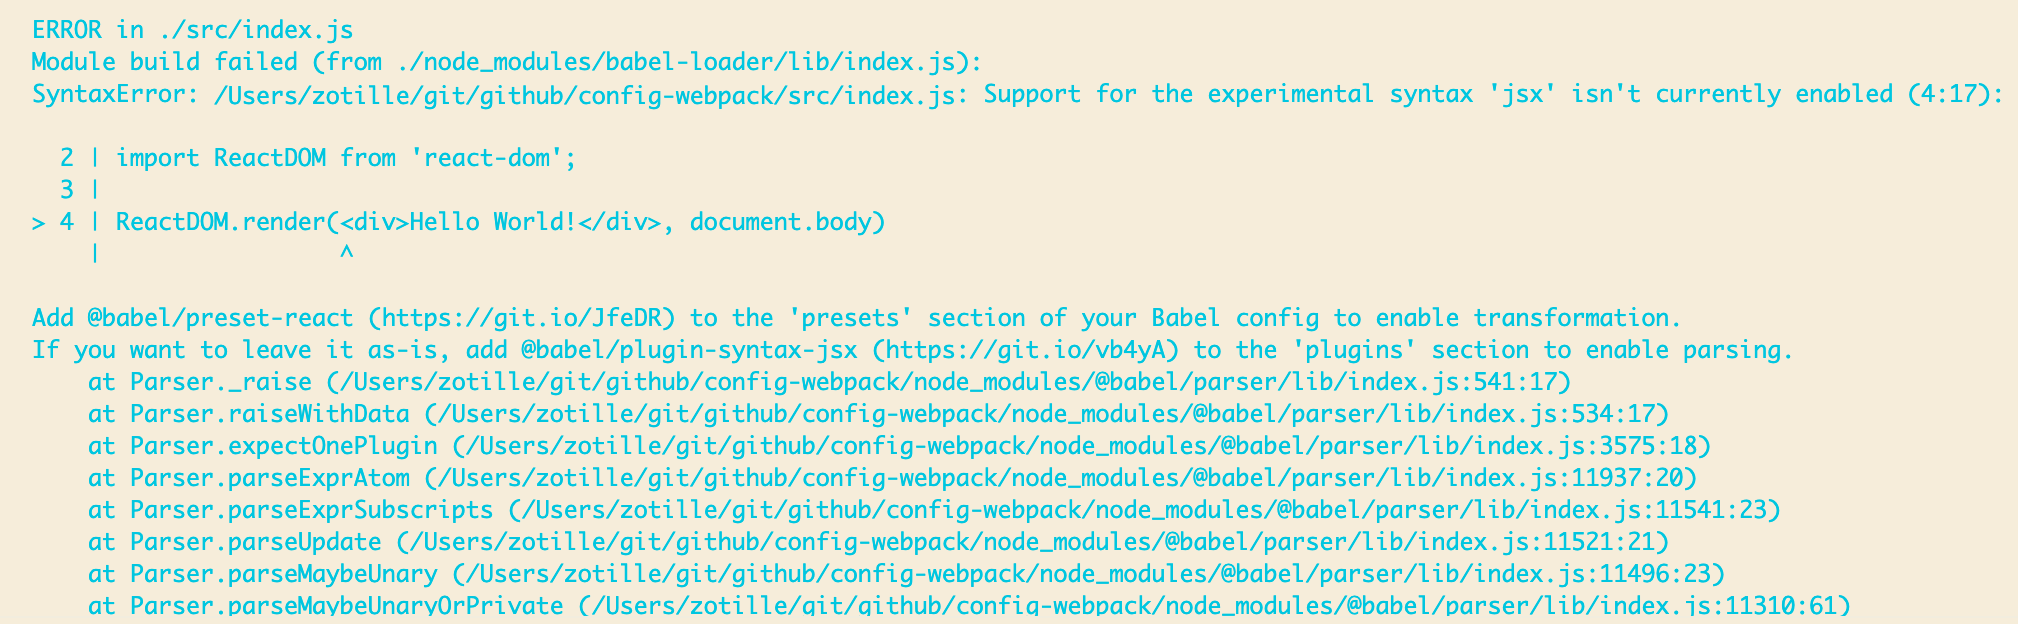 ERROR in ./src/index.js
Module build failed (from ./node_modules/babel-loader/lib/index.js):
SyntaxError: /Users/zotille/git/github/config-webpack/src/index.js: Support for the experimental syntax 'jsx' isn't currently enabled (4:17):
2 | import ReactDOM from 'react-dom';
3 |
> 4 | ReactDOM.render(<div>Hello World!</div>, document.body)
| ^
Add @babel/preset-react (https://git.io/JfeDR) to the 'presets' section of your Babel config to enable transformation.
If you want to leave it as-is, add @babel/plugin-syntax-jsx (https://git.io/vb4yA) to the 'plugins' section to enable parsing.
at Parser._raise (/Users/zotille/git/github/config-webpack/node_modules/@babel/parser/lib/index.js:541:17)
at Parser.raiseWithData (/Users/zotille/git/github/config-webpack/node_modules/@babel/parser/lib/index.js:534:17)
at Parser.expectOnePlugin (/Users/zotille/git/github/config-webpack/node_modules/@babel/parser/lib/index.js:3575:18)
at Parser.parseExprAtom (/Users/zotille/git/github/config-webpack/node_modules/@babel/parser/lib/index.js:11937:20)
at Parser.parseExprSubscripts (/Users/zotille/git/github/config-webpack/node_modules/@babel/parser/lib/index.js:11541:23)
at Parser.parseUpdate (/Users/zotille/git/github/config-webpack/node_modules/@babel/parser/lib/index.js:11521:21)
at Parser.parseMaybeUnary (/Users/zotille/git/github/config-webpack/node_modules/@babel/parser/lib/index.js:11496:23)
at Parser.parseMaybeUnaryOrPrivate (/Users/zotille/git/github/config-webpack/node_modules/@babel/parser/lib/index.js:11310:61)